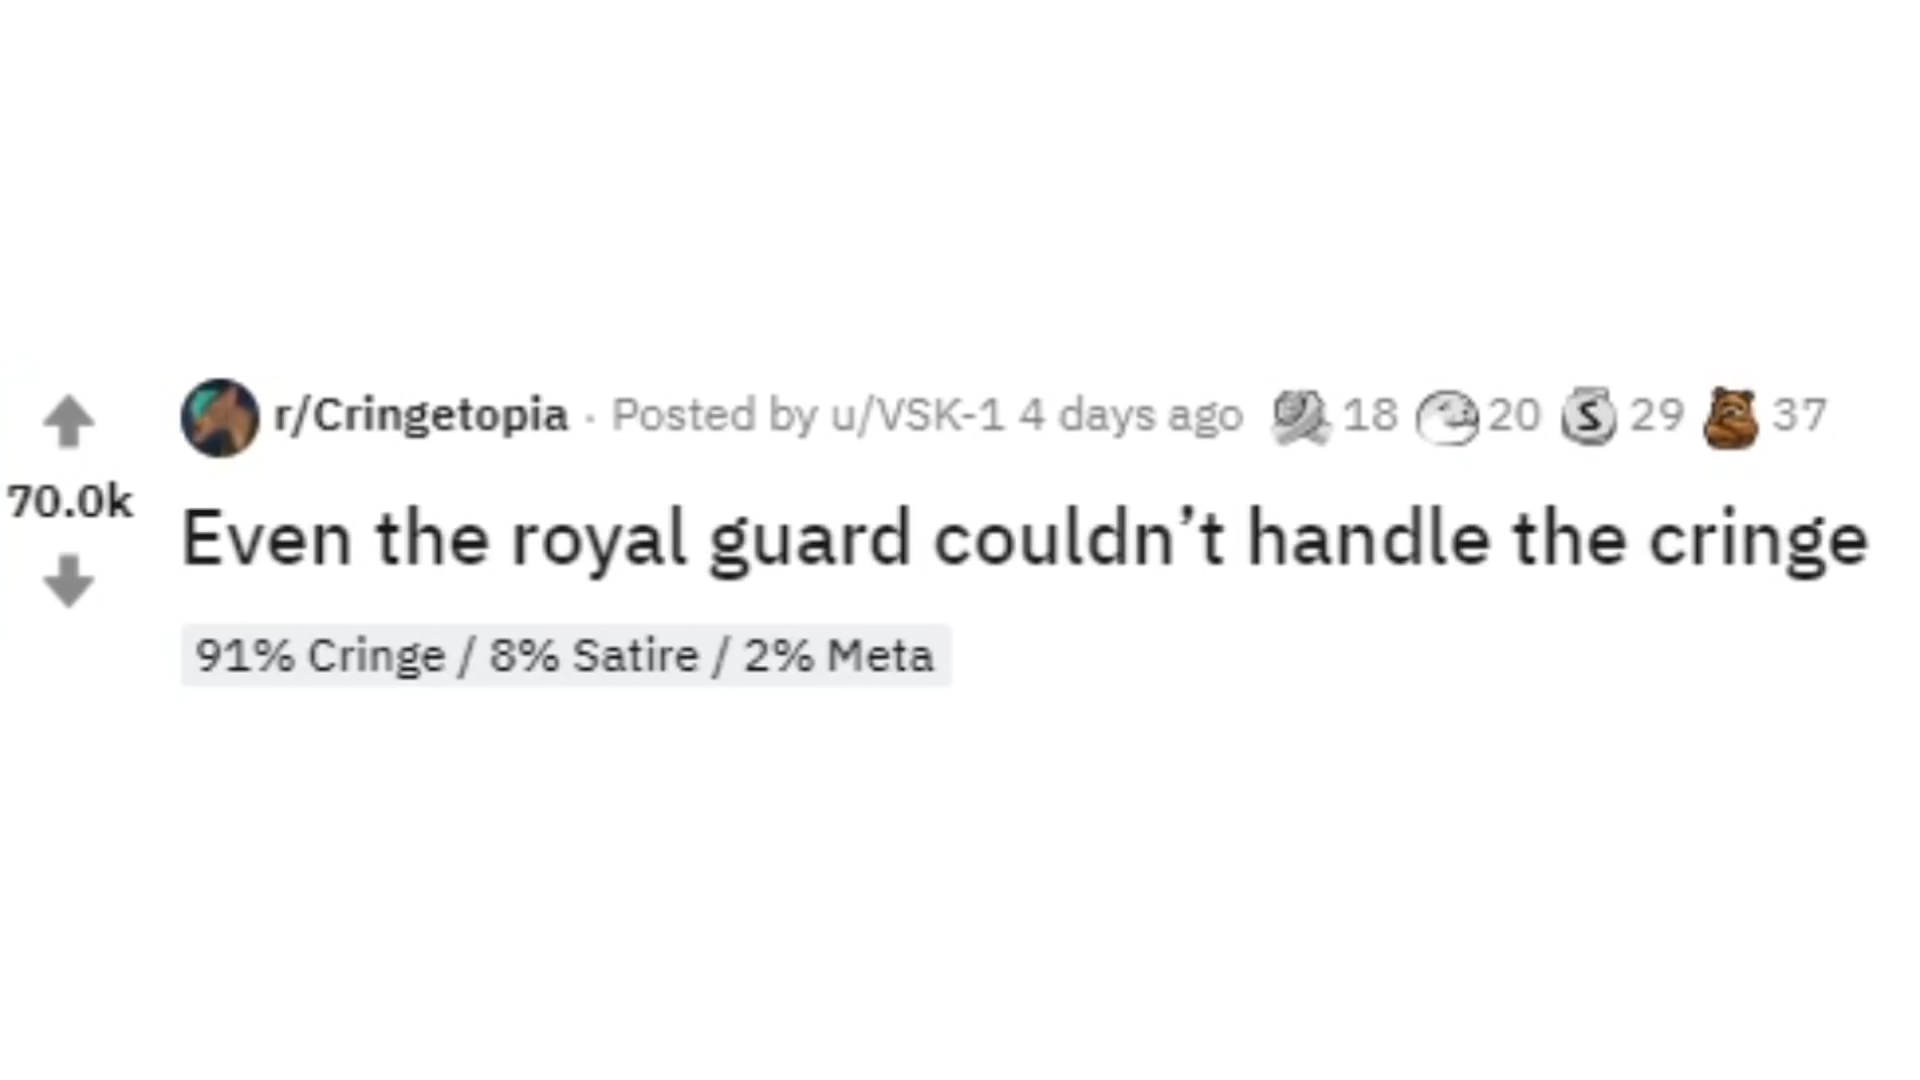 r/Cringetopia · Posted by u/VSK-1 4 days ago 18 20 S 29 37
70.0k
Even the royal guard couldn’t handle the cringe
91% Cringe / 8% Satire / 2% Meta